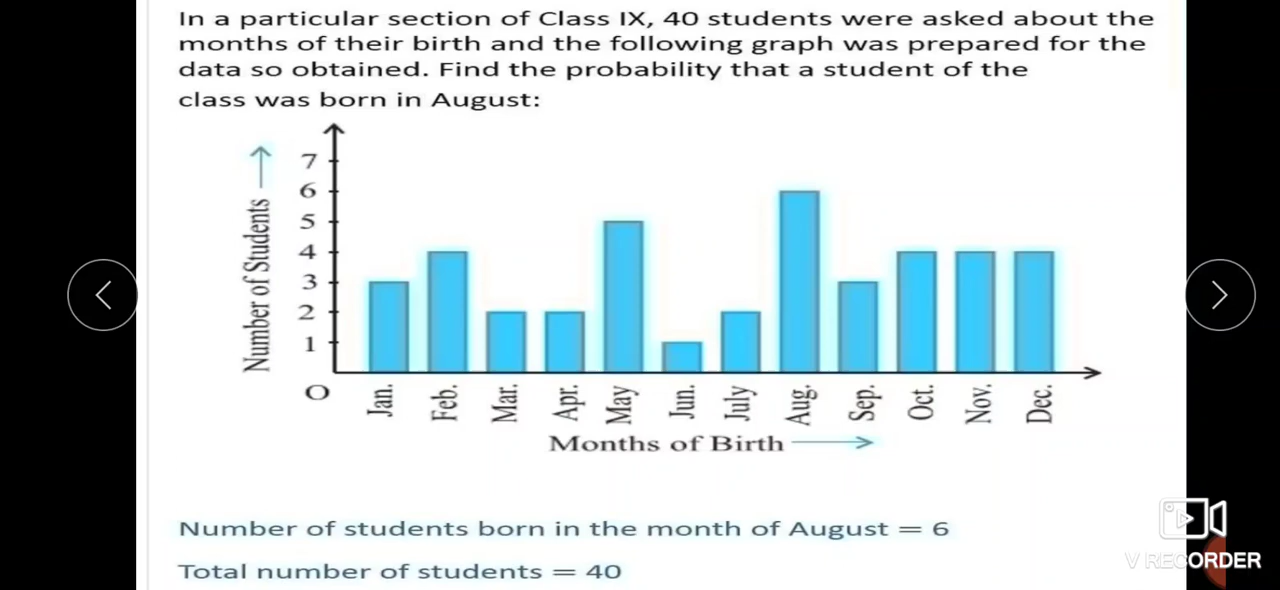 In a particular section of Class IX, 40 students were asked about the
months of their birth and the following graph was prepared for the
data so obtained. Find the probability that a student of the
class was born in August:
Number of Students
7
6
5
4
3
2
1
O
Jan.
Feb.
Mar.
Apr.
May
Jun.
July
Aug.
Sep.
Oct.
Nov.
Dec.
Months of Birth
Number of students born in the month of August = 6
Total number of students = 40
V RECORDER